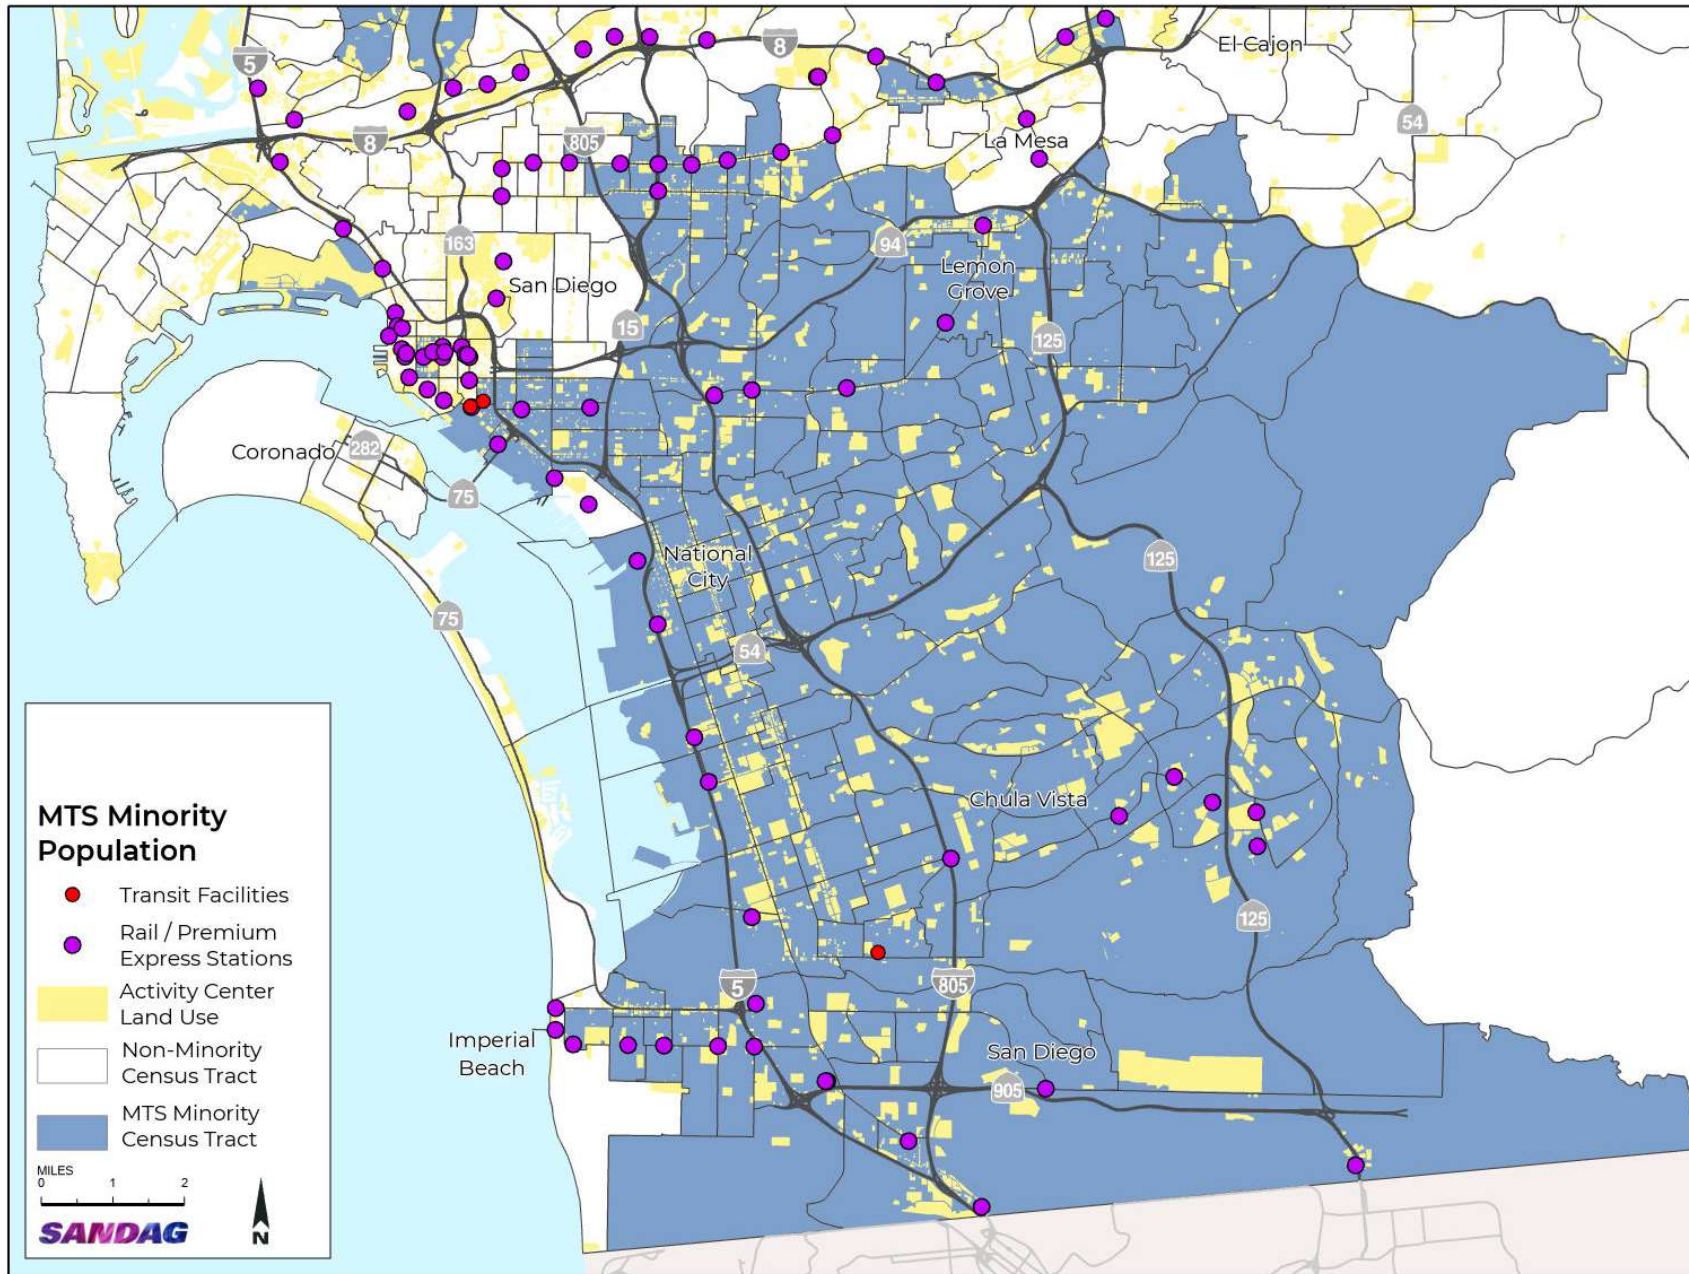 5
8
El Cajon
54
8
805
La Mesa
163
94
San Diego
Lemon
Grove
15
125
Coronado
282
75
National
City
125
75
54
Chula Vista
125
5
805
Imperial
Beach
San Diego
905
MTS Minority
Population
Transit Facilities
Rail / Premium
Express Stations
Activity Center
Land Use
Non-Minority
Census Tract
MTS Minority
Census Tract
MILES
0 1 2
SANDAG
N